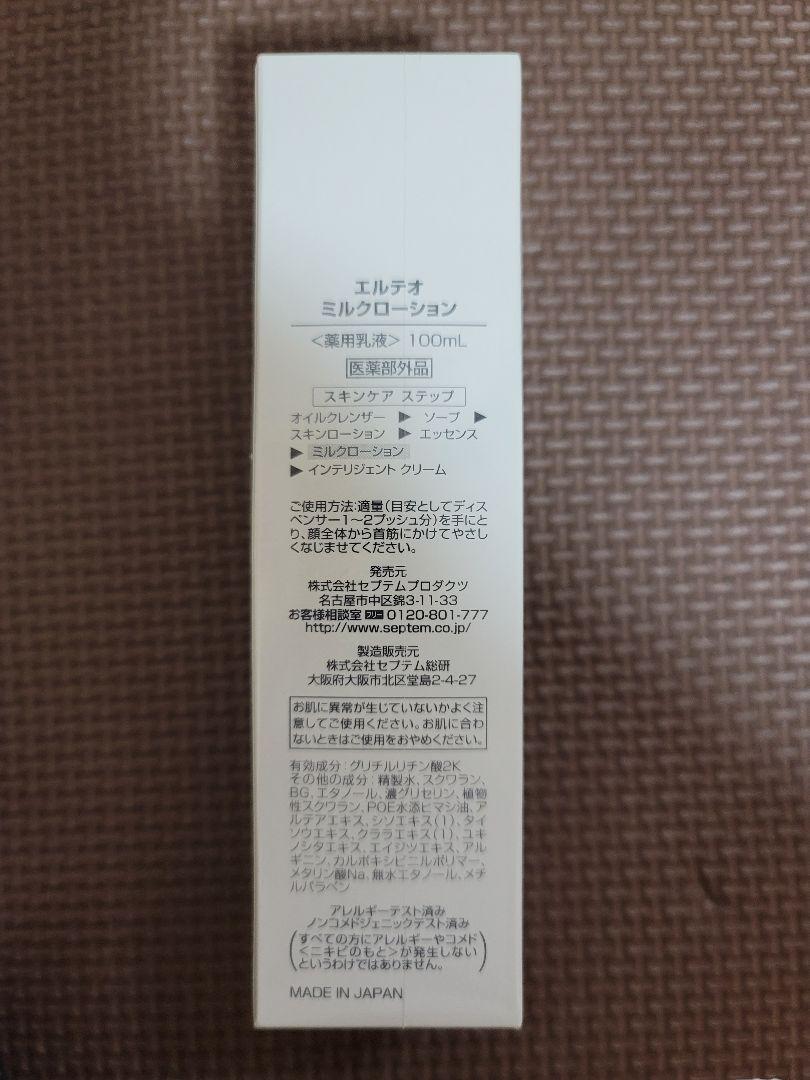 エルテオ
ミルクローション
＜薬用乳液＞ 100mL
医薬部外品
スキンケア ステップ
オイルクレンザー ▶ ソープ ▶
スキンローション ▶ エッセンス
▶ ミルクローション
▶ インテリジェント クリーム
ご使用方法:適量(目安としてディス
ペンサー1〜2プッシュ分)を手にと
り、顔全体から首筋にかけてやさし
くなじませてください。
発売元
株式会社セプテムプロダクツ
名古屋市中区錦3-11-33
お客様相談室 フリー 0120-801-777
http://www.septem.co.jp/
製造販売元
株式会社セプテム総研
大阪府大阪市北区堂島2-4-27
お肌に異常が生じていないかよく注
意してご使用ください。お肌に合わ
ないときはご使用をおやめください。
有効成分:グリチルリチン酸2K
その他の成分:精製水、スクワラン、
BG、エタノール、濃グリセリン、植物
性スクワラン、POE水添ヒマシ油、ア
ルテアエキス、シソエキス(1)、タイ
ソウエキス、クララエキス(1)、ユキ
ノシタエキス、エイジツエキス、アル
ギニン、カルボキシビニルポリマー、
メタリン酸Na、無水エタノール、メチ
ルパラベン
アレルギーテスト済み
ノンコメドジェニックテスト済み
(すべての方にアレルギーやコメド
＜ニキビのもと＞が発生しない
というわけではありません。)
MADE IN JAPAN